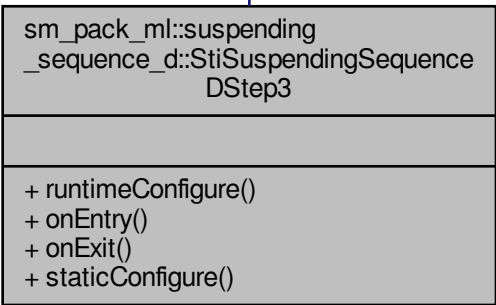 sm_pack_ml::suspending
_sequence_d::StiSuspendingSequence
DStep3
+ runtimeConfigure()
+ onEntry()
+ onExit()
+ staticConfigure()